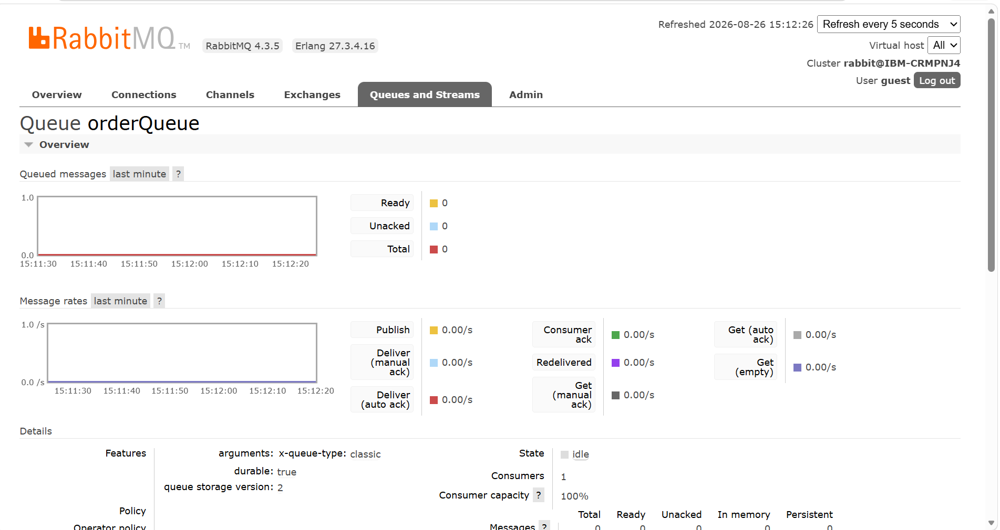 RabbitMQ TM
RabbitMQ 4.3.5
Erlang 27.3.4.16
Refreshed 2026-08-26 15:12:26
Refresh every 5 seconds
Virtual host
All
Cluster rabbit@IBM-CRMPNJ4
User guest
Log out
Overview
Connections
Channels
Exchanges
Queues and Streams
Admin
Queue orderQueue
Overview
Queued messages last minute ?
1.0
0.0
15:11:30 15:11:40 15:11:50 15:12:00 15:12:10 15:12:20
Ready 0
Unacked 0
Total 0
Message rates last minute ?
1.0 /s
0.0 /s
15:11:30 15:11:40 15:11:50 15:12:00 15:12:10 15:12:20
Publish 0.00/s
Deliver
(manual 0.00/s
ack)
Deliver
(auto ack) 0.00/s
Consumer
ack 0.00/s
Redelivered 0.00/s
Get
(manual 0.00/s
ack)
Get (auto
ack) 0.00/s
Get
(empty) 0.00/s
Details
Features
arguments: x-queue-type: classic
durable: true
queue storage version: 2
Policy
Operator policy
State idle
Consumers 1
Consumer capacity ? 100%
Total Ready Unacked In memory Persistent
Messages ? 0 0 0 0 0